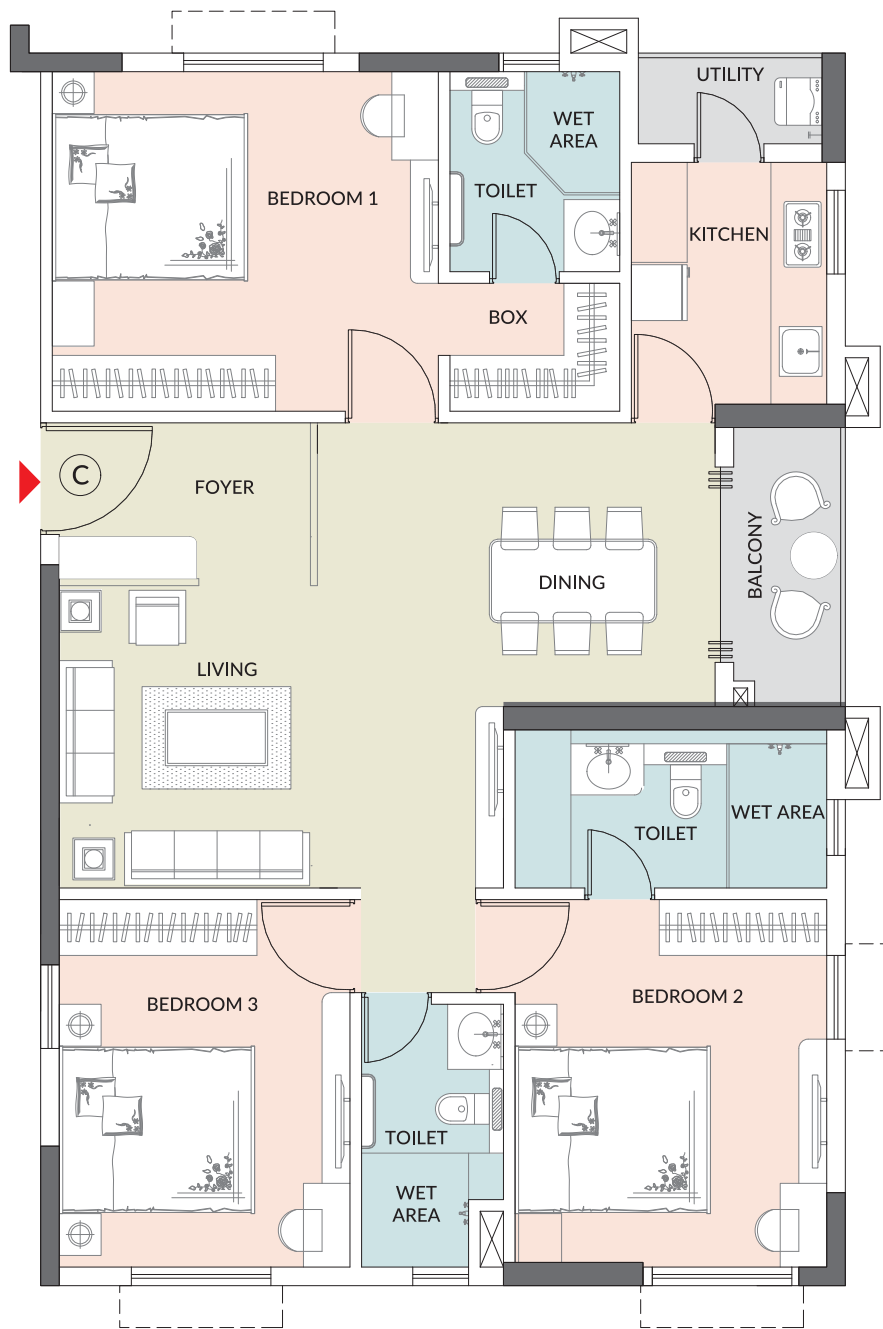 UTILITY
WET
AREA
TOILET
BEDROOM 1
KITCHEN
BOX
C
FOYER
BALCONY
DINING
LIVING
WET AREA
TOILET
BEDROOM 3
BEDROOM 2
TOILET
WET
AREA